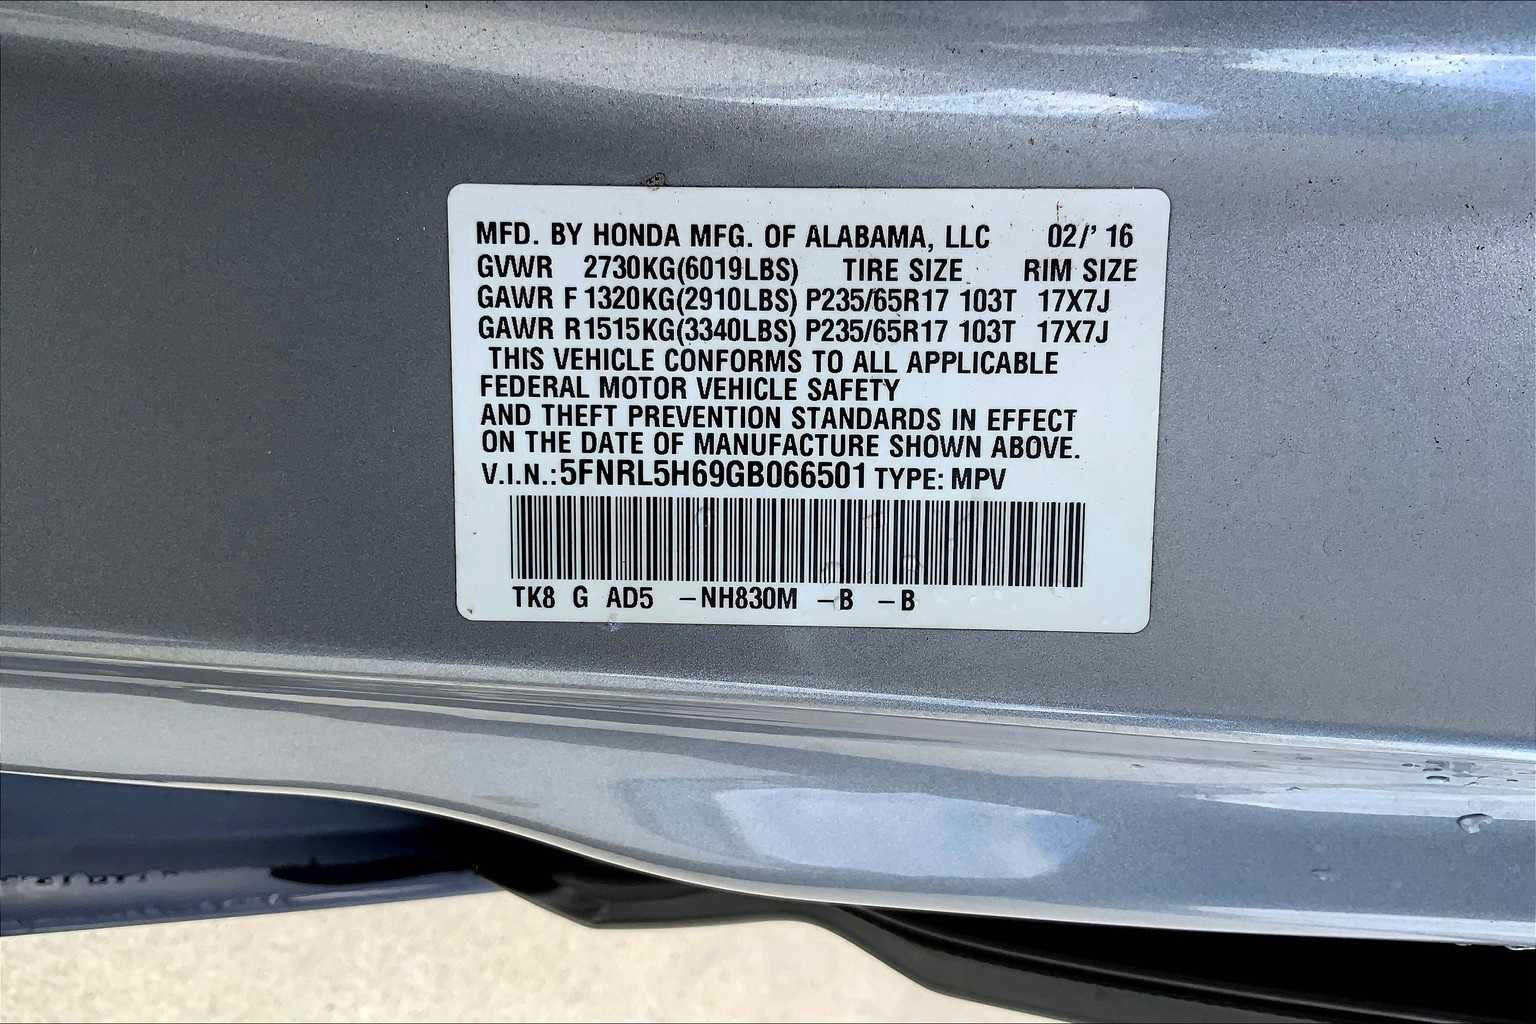 MFD. BY HONDA MFG. OF ALABAMA, LLC 02/' 16
GVWR 2730KG(6019LBS) TIRE SIZE RIM SIZE
GAWR F 1320KG(2910LBS) P235/65R17 103T 17X7J
GAWR R1515KG(3340LBS) P235/65R17 103T 17X7J
THIS VEHICLE CONFORMS TO ALL APPLICABLE
FEDERAL MOTOR VEHICLE SAFETY
AND THEFT PREVENTION STANDARDS IN EFFECT
ON THE DATE OF MANUFACTURE SHOWN ABOVE.
V.I.N.:5FNRL5H69GB066501 TYPE: MPV
TK8 G AD5 –NH830M –B –B